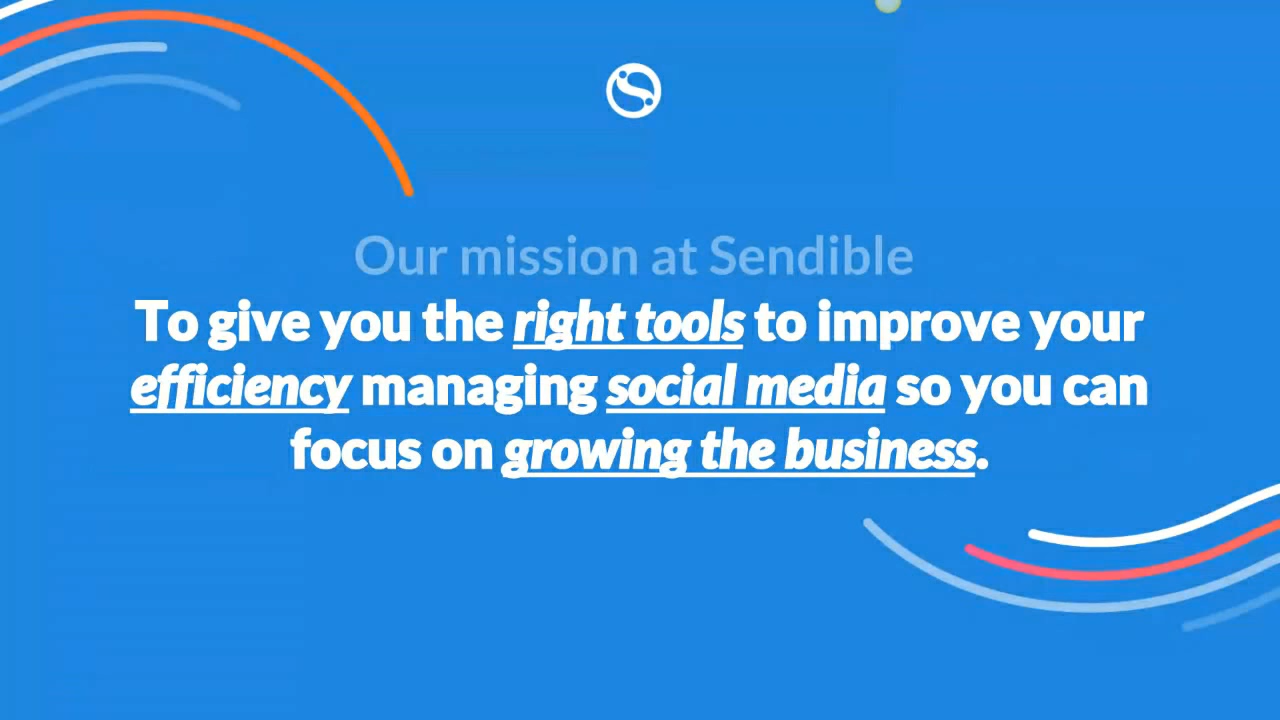 Our mission at Sendible
To give you the right tools to improve your
efficiency managing social media so you can
focus on growing the business.